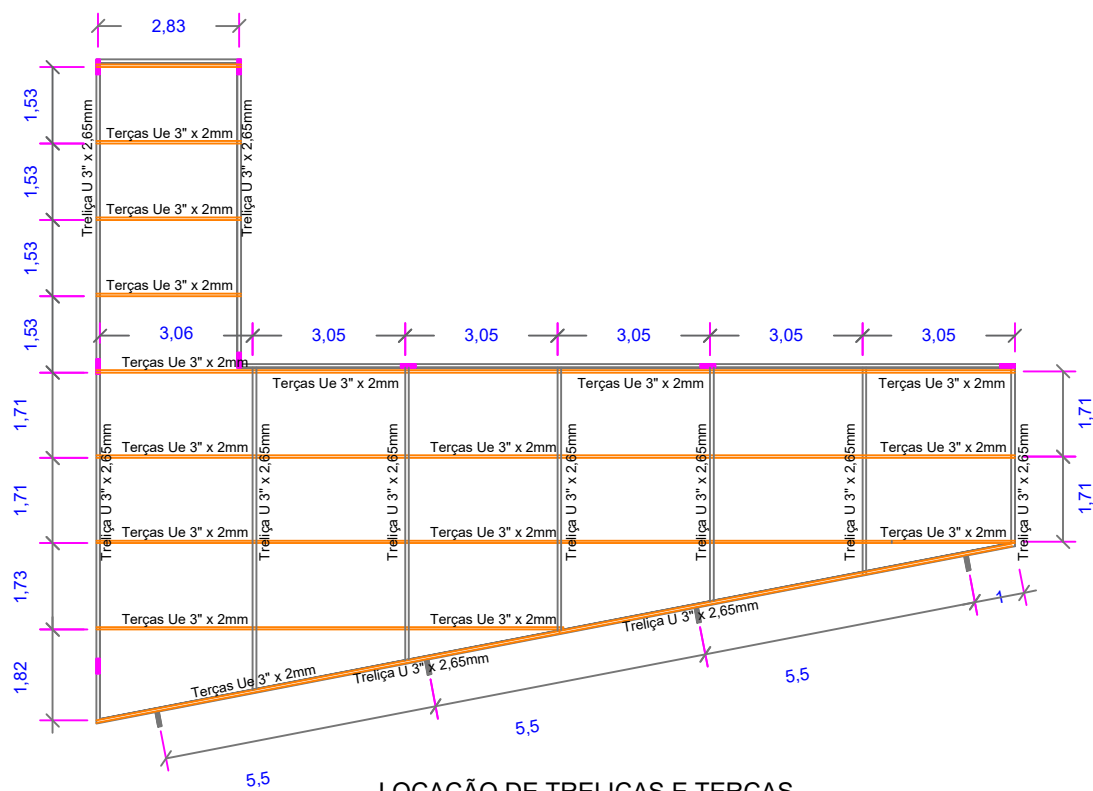 2,83
1,53
Treliça U 3" x 2,65mm
Treliça U 3" x 2,65mm
Terças Ue 3" x 2mm
1,53
Terças Ue 3" x 2mm
1,53
Terças Ue 3" x 2mm
1,53
3,06
3,05
3,05
3,05
3,05
3,05
Terças Ue 3" x 2mm
Terças Ue 3" x 2mm
Terças Ue 3" x 2mm
Terças Ue 3" x 2mm
1,71
1,71
Terças Ue 3" x 2mm
Terças Ue 3" x 2mm
Terças Ue 3" x 2mm
Treliça U 3" x 2,65mm
Treliça U 3" x 2,65mm
Treliça U 3" x 2,65mm
Treliça U 3" x 2,65mm
Treliça U 3" x 2,65mm
Treliça U 3" x 2,65mm
Treliça U 3" x 2,65mm
1,71
1,71
Terças Ue 3" x 2mm
Terças Ue 3" x 2mm
Terças Ue 3" x 2mm
1,73
1
Terças Ue 3" x 2mm
Terças Ue 3" x 2mm
Treliça U 3" x 2,65mm
1,82
Terças Ue 3" x 2mm
Treliça U 3" x 2,65mm
5,5
5,5
5,5
LOCAÇÃO DE TRELIÇAS E TERÇAS